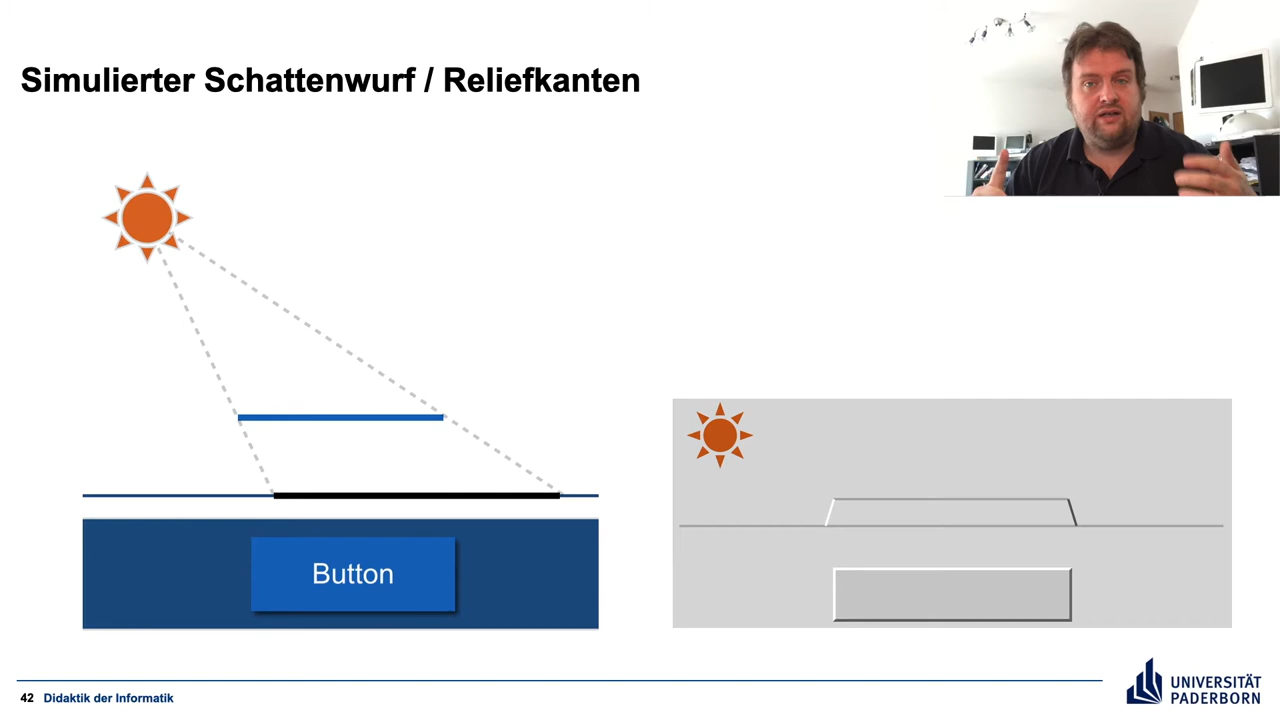 Simulierter Schattenwurf / Reliefkanten
Button
42 Didaktik der Informatik
UNIVERSITÄT
PADERBORN